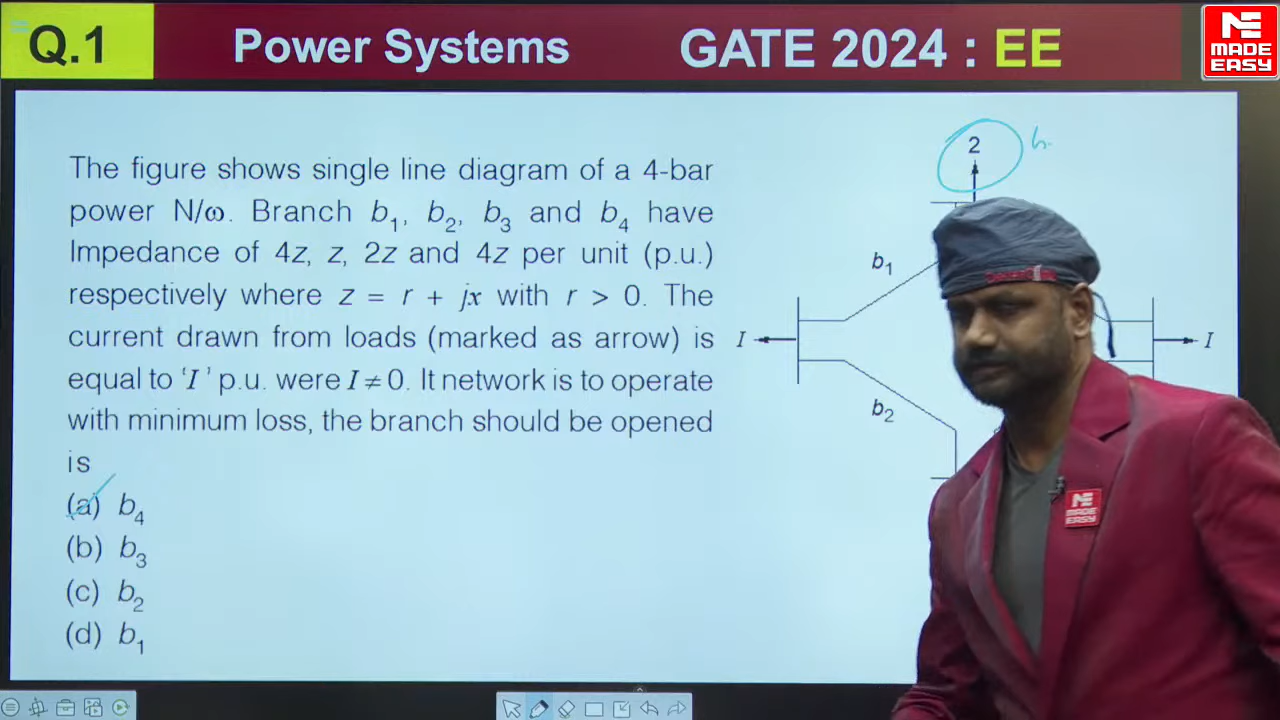 Q.1
Power Systems
GATE 2024 : EE
MADE
EASY
The figure shows single line diagram of a 4-bar
power N/ω. Branch b₁, b₂, b₃ and b₄ have
Impedance of 4z, z, 2z and 4z per unit (p.u.)
respectively where z = r + jx with r > 0. The
current drawn from loads (marked as arrow) is
equal to 'I' p.u. were I ≠ 0. It network is to operate
with minimum loss, the branch should be opened
is
(a) b₄
(b) b₃
(c) b₂
(d) b₁
2
b₁
I
I
b₂
MADE
EASY